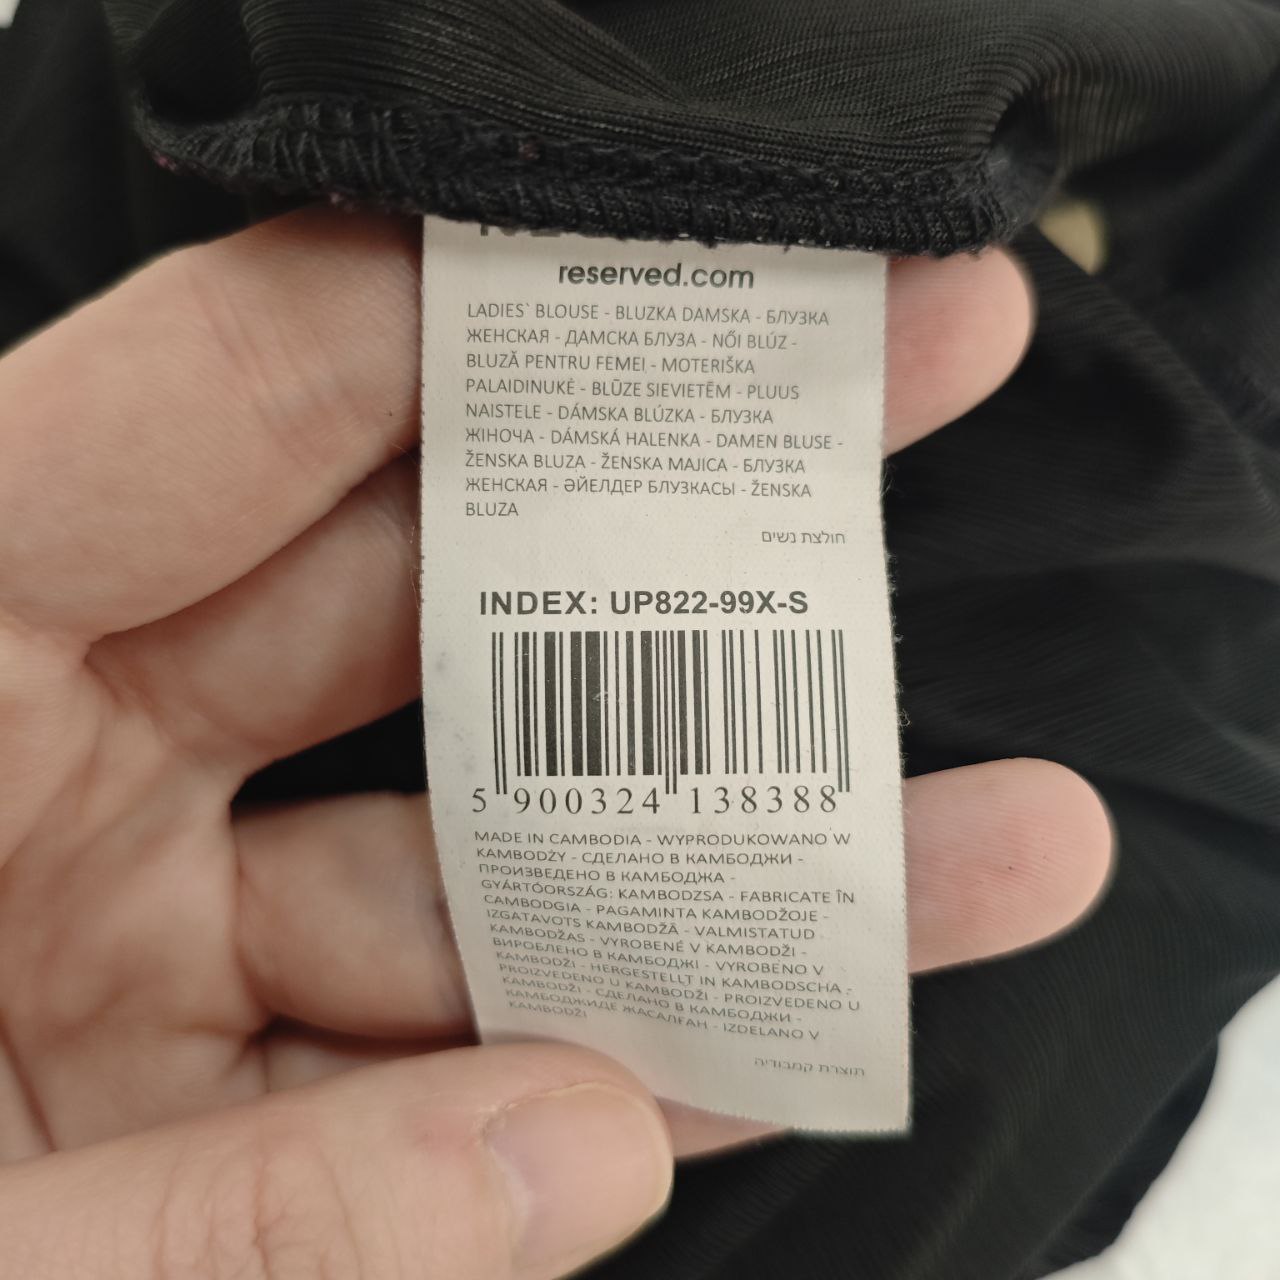 reserved.com
LADIES` BLOUSE - BLUZKA DAMSKA - БЛУЗКА
ЖЕНСКАЯ - ДАМСКА БЛУЗА - NŐI BLÚZ -
BLUZĂ PENTRU FEMEI - MOTERIŠKA
PALAIDINUKĖ - BLŪZE SIEVIETĒM - PLUUS
NAISTELE - DÁMSKA BLÚZKA - БЛУЗКА
ЖІНОЧА - DÁMSKÁ HALENKA - DAMEN BLUSE -
ŽENSKA BLUZA - ŽENSKA MAJICA - БЛУЗКА
ЖЕНСКАЯ - ӘЙЕЛДЕР БЛУЗКАСЫ - ŽENSKA
BLUZA
חולצת נשים
INDEX: UP822-99X-S
5 900324 138388
MADE IN CAMBODIA - WYPRODUKOWANO W
KAMBODŻY - СДЕЛАНО В КАМБОДЖИ -
ПРОИЗВЕДЕНО В КАМБОДЖА -
GYÁRTÓORSZÁG: KAMBODZSA - FABRICATE ÎN
CAMBODGIA - PAGAMINTA KAMBODŽOJE -
IZGATAVOTS KAMBODŽĀ - VALMISTATUD
KAMBODŽAS - VYROBENÉ V KAMBODŽI -
ВИРОБЛЕНО В КАМБОДЖІ - VYROBENO V
KAMBODŽI - HERGESTELLT IN KAMBODSCHA -
PROIZVEDENO U KAMBODŽI - PROIZVEDENO U
KAMBODŽI - СДЕЛАНО В КАМБОДЖИ -
КАМБОДЖИДЕ ЖАСАЛҒАН - IZDELANO V
KAMBODŽI
תוצרת קמבודיה